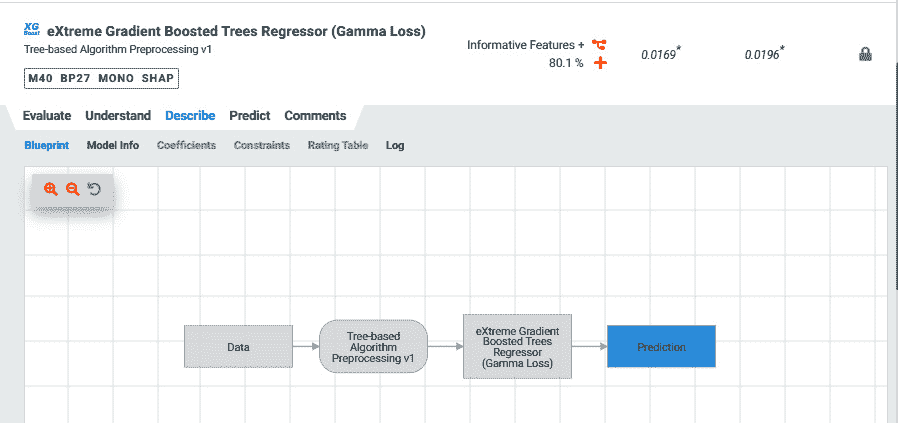 XG
Boost
eXtreme Gradient Boosted Trees Regressor (Gamma Loss)
Tree-based Algorithm Preprocessing v1
M40 BP27 MONO SHAP
Informative Features +
80.1 %
0.0169*
0.0196*
Evaluate Understand Describe Predict Comments
Blueprint Model Info Coefficients Constraints Rating Table Log
Data
Tree-based
Algorithm
Preprocessing v1
eXtreme Gradient
Boosted Trees
Regressor
(Gamma Loss)
Prediction